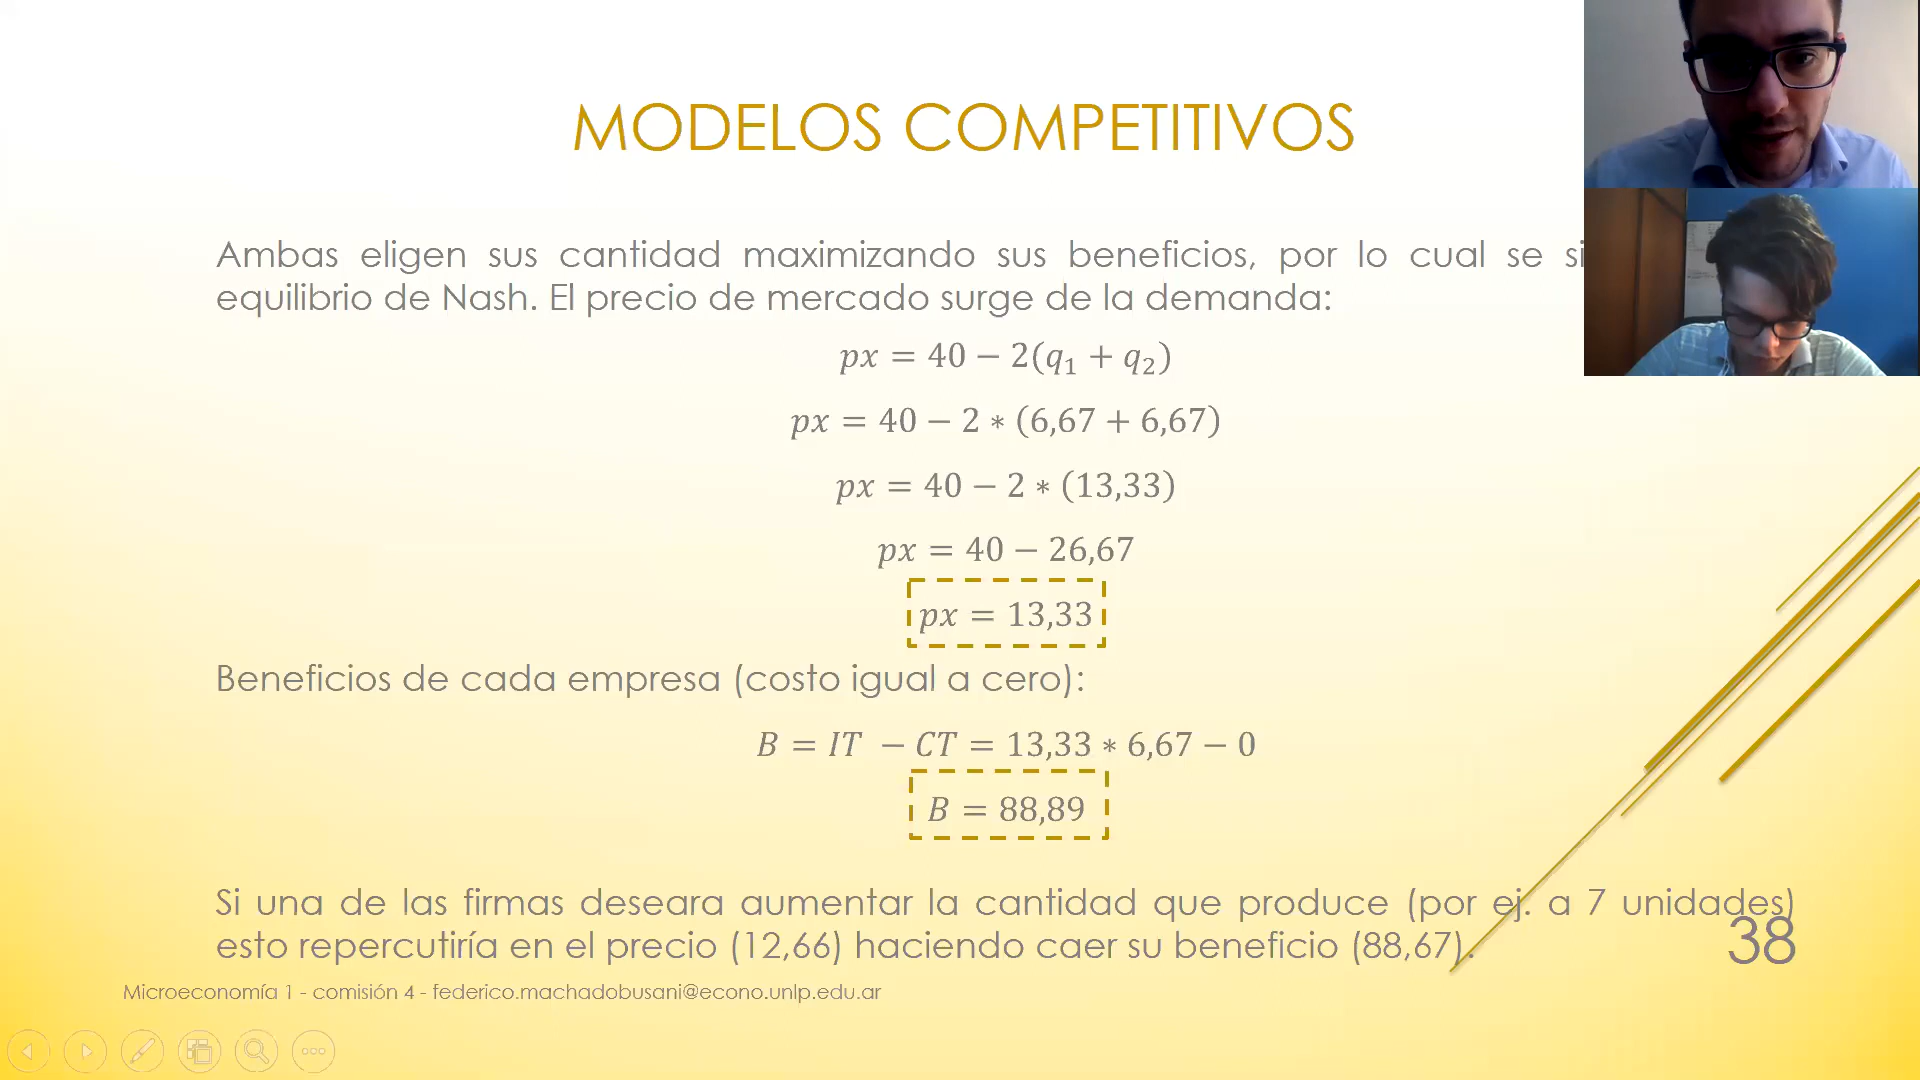 MODELOS COMPETITIVOS
Ambas eligen sus cantidad maximizando sus beneficios, por lo cual se
equilibrio de Nash. El precio de mercado surge de la demanda:
px = 40 − 2(q₁ + q₂)
px = 40 − 2 ∗ (6,67 + 6,67)
px = 40 − 2 ∗ (13,33)
px = 40 − 26,67
px = 13,33
Beneficios de cada empresa (costo igual a cero):
B = IT − CT = 13,33 ∗ 6,67 − 0
B = 88,89
Si una de las firmas deseara aumentar la cantidad que produce (por ej. a 7 unidades)
esto repercutiría en el precio (12,66) haciendo caer su beneficio (88,67).
38
Microeconomía 1 - comisión 4 - federico.machadobusani@econo.unlp.edu.ar